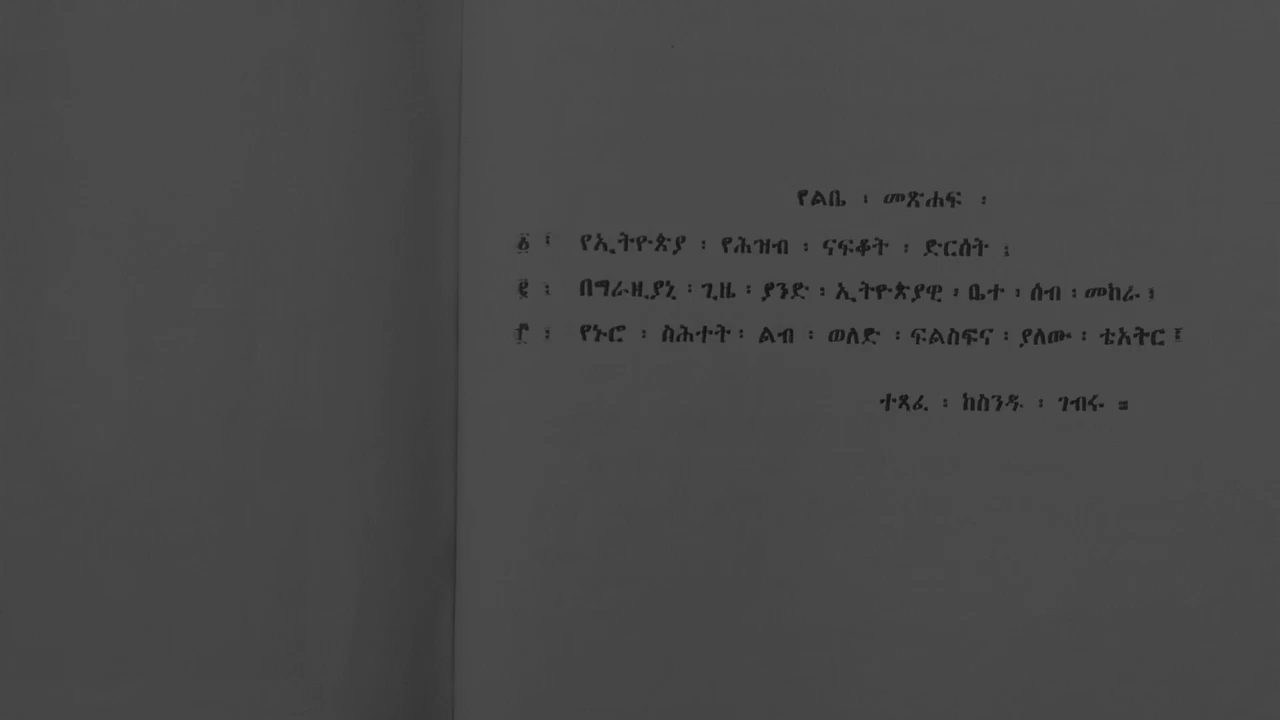 የልቤ ፡ መጽሐፍ ፡
፩ ፡ የኢትዮጵያ ፡ የሕዝብ ፡ ናፍቆት ፡ ድርሰት ፤
፪ ፡ በማራዚያኒ ፡ ጊዜ ፡ ያንድ ፡ ኢትዮጵያዊ ፡ ቤተ ፡ ሰብ ፡ መከራ ፤
፫ ፡ የኑሮ ፡ ስሕተት ፡ ልብ ፡ ወለድ ፡ ፍልስፍና ፡ ያለው ፡ ቴአትር ፤
ተጻፈ ፡ ከስንዱ ፡ ገብሩ ።